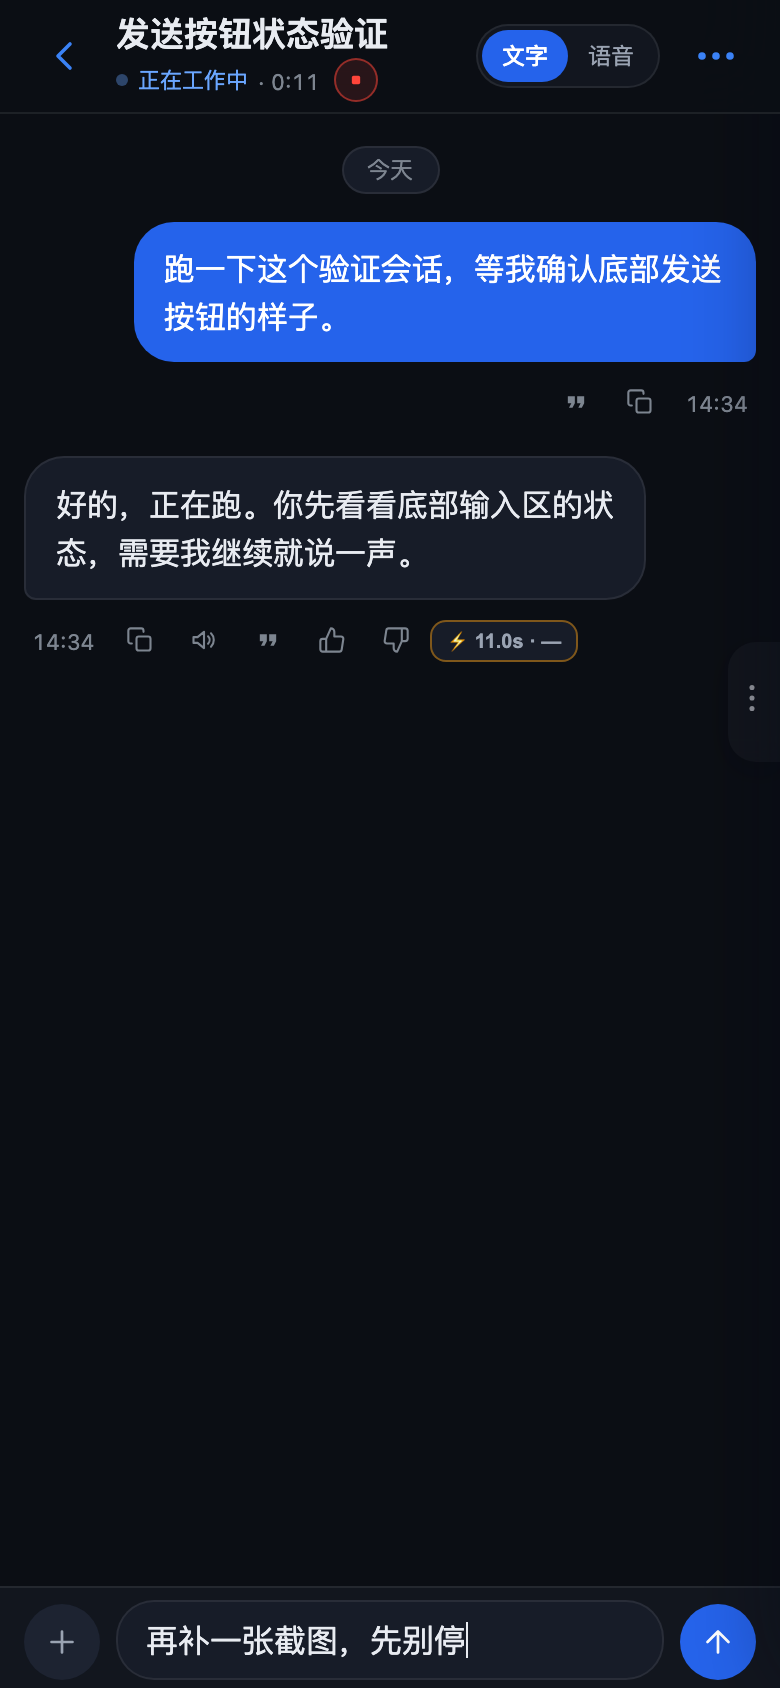 发送按钮状态验证
正在工作中 · 0:11
文字 语音
今天
跑一下这个验证会话，等我确认底部发送
按钮的样子。
14:34
好的，正在跑。你先看看底部输入区的状
态，需要我继续就说一声。
14:34 ⚡ 11.0s · —
再补一张截图，先别停